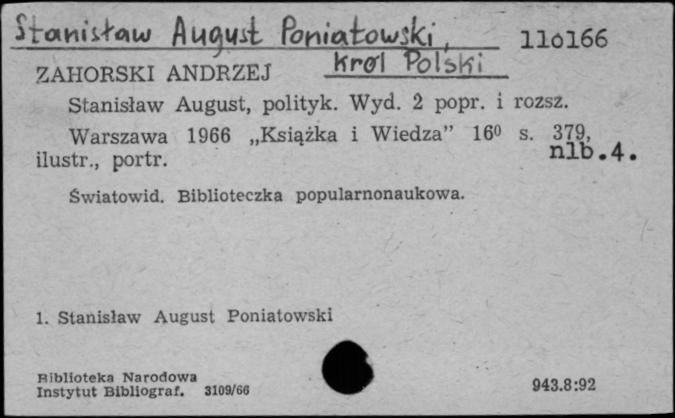 Stanisław August Poniatowski, 110166
Król Polski
ZAHORSKI ANDRZEJ
Stanisław August, polityk. Wyd. 2 popr. i rozsz.
Warszawa 1966 „Książka i Wiedza” 16⁰ s. 379,
ilustr., portr. nlb.4.
Światowid. Biblioteczka popularnonaukowa.
1. Stanisław August Poniatowski
Biblioteka Narodowa
Instytut Bibliograf. 3109/66 943.8:92